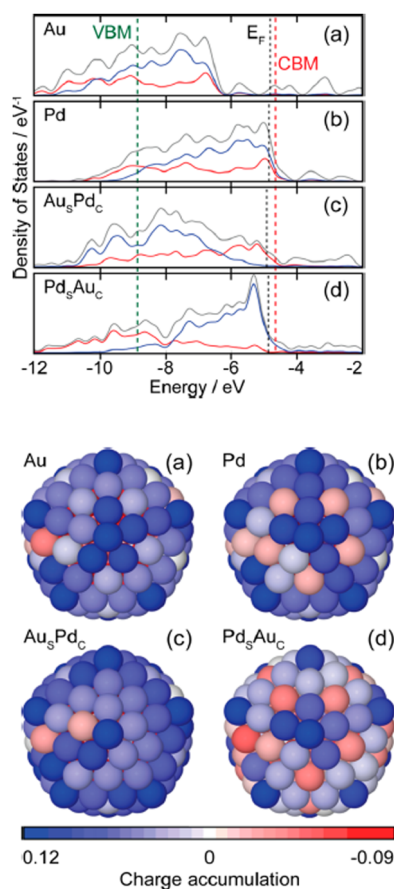 Au
VBM
E_F
(a)
CBM
Pd
(b)
Au_SPd_C
(c)
Pd_SAu_C
(d)
Density of States / eV⁻¹
-12 -10 -8 -6 -4 -2
Energy / eV
Au (a)
Pd (b)
Au_SPd_C (c)
Pd_SAu_C (d)
0.12 0 -0.09
Charge accumulation